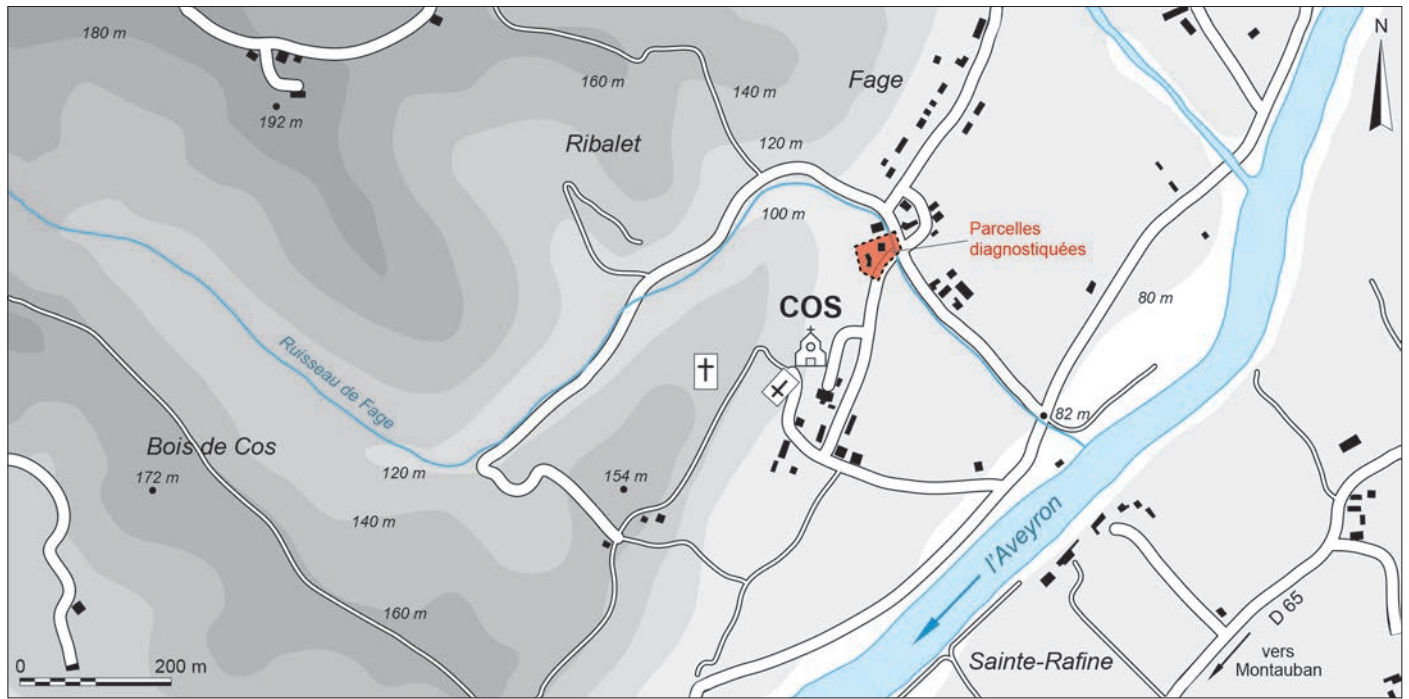 180 m
N
160 m
Fage
140 m
192 m
Ribalet
120 m
100 m
Parcelles
diagnostiquées
80 m
COS
Ruisseau de Fage
82 m
Bois de Cos
172 m
120 m
154 m
140 m
l'Aveyron
160 m
D 65
0 200 m
Sainte-Rafine
vers
Montauban